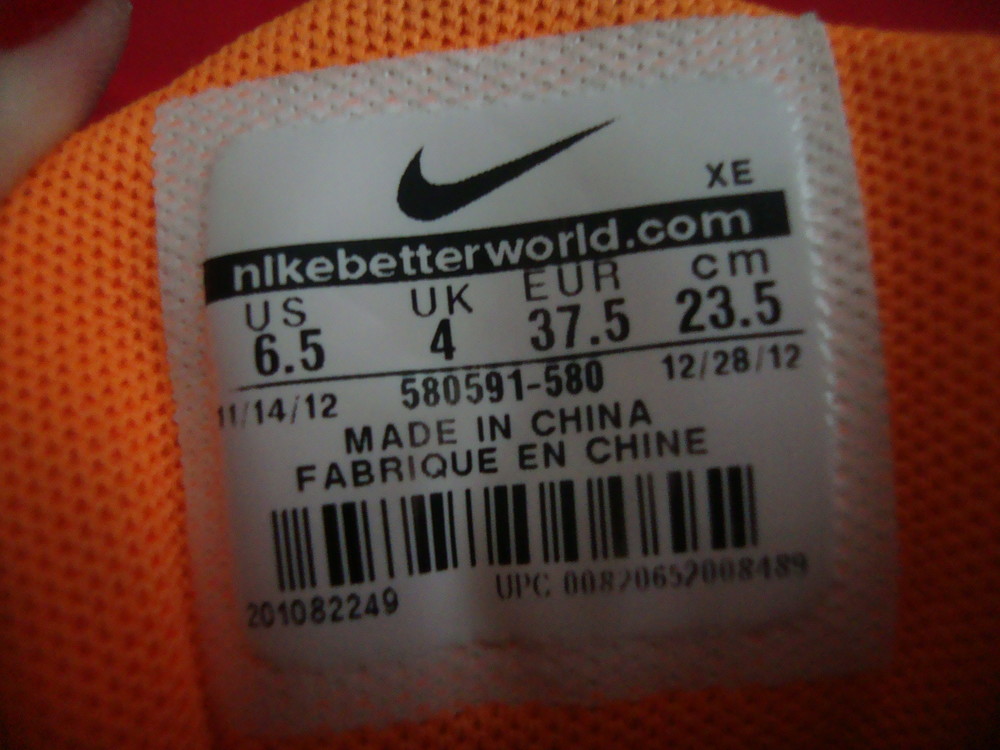 XE
nikebetterworld.com
US UK EUR cm
6.5 4 37.5 23.5
11/14/12 580591-580 12/28/12
MADE IN CHINA
FABRIQUE EN CHINE
201082249 UPC 00820652008489